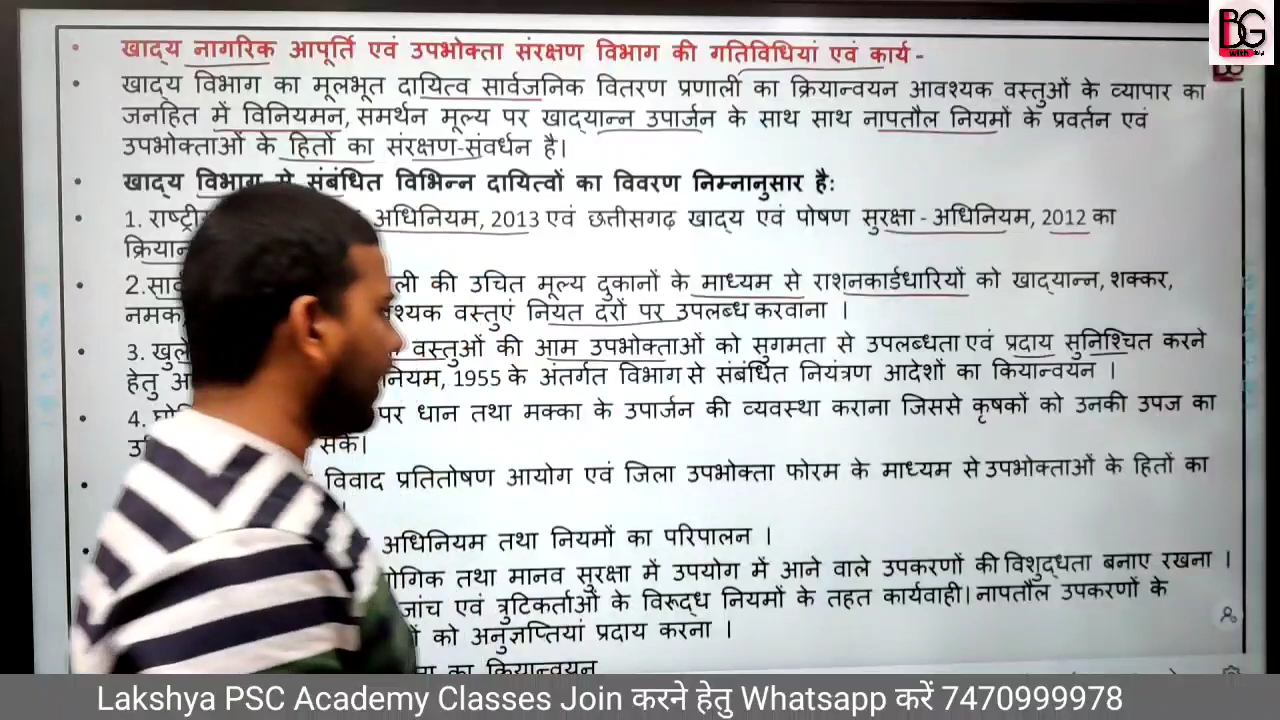 BG
with
खाद्य नागरिक आपूर्ति एवं उपभोक्ता संरक्षण विभाग की गतिविधियां एवं कार्य -
खाद्य विभाग का मूलभूत दायित्व सार्वजनिक वितरण प्रणाली का क्रियान्वयन आवश्यक वस्तुओं के व्यापार का
जनहित में विनियमन, समर्थन मूल्य पर खाद्यान्न उपार्जन के साथ साथ नापतौल नियमों के प्रवर्तन एवं
उपभोक्ताओं के हितों का संरक्षण-संवर्धन है।
खाद्य विभाग से संबंधित विभिन्न दायित्वों का विवरण निम्नानुसार है:
1. अधिनियम, 2013 एवं छत्तीसगढ़ खाद्य एवं पोषण सुरक्षा - अधिनियम, 2012 का
2. की उचित मूल्य दुकानों के माध्यम से राशनकार्डधारियों को खाद्यान्न, शक्कर,
वस्तुएं नियत दरों पर उपलब्ध करवाना ।
3. वस्तुओं की आम उपभोक्ताओं को सुगमता से उपलब्धता एवं प्रदाय सुनिश्चित करने
हेतु 1955 के अंतर्गत विभाग से संबंधित नियंत्रण आदेशों का कियान्वयन ।
4. पर धान तथा मक्का के उपार्जन की व्यवस्था कराना जिससे कृषकों को उनकी उपज का
सकें।
विवाद प्रतितोषण आयोग एवं जिला उपभोक्ता फोरम के माध्यम से उपभोक्ताओं के हितों का
अधिनियम तथा नियमों का परिपालन ।
तथा मानव सुरक्षा में उपयोग में आने वाले उपकरणों की विशुद्धता बनाए रखना ।
जांच एवं त्रुटिकर्ताओं के विरूद्ध नियमों के तहत कार्यवाही। नापतौल उपकरणों के
को अनुज्ञप्तियां प्रदाय करना ।
का कियान्वयन
Lakshya PSC Academy Classes Join करने हेतु Whatsapp करें 7470999978